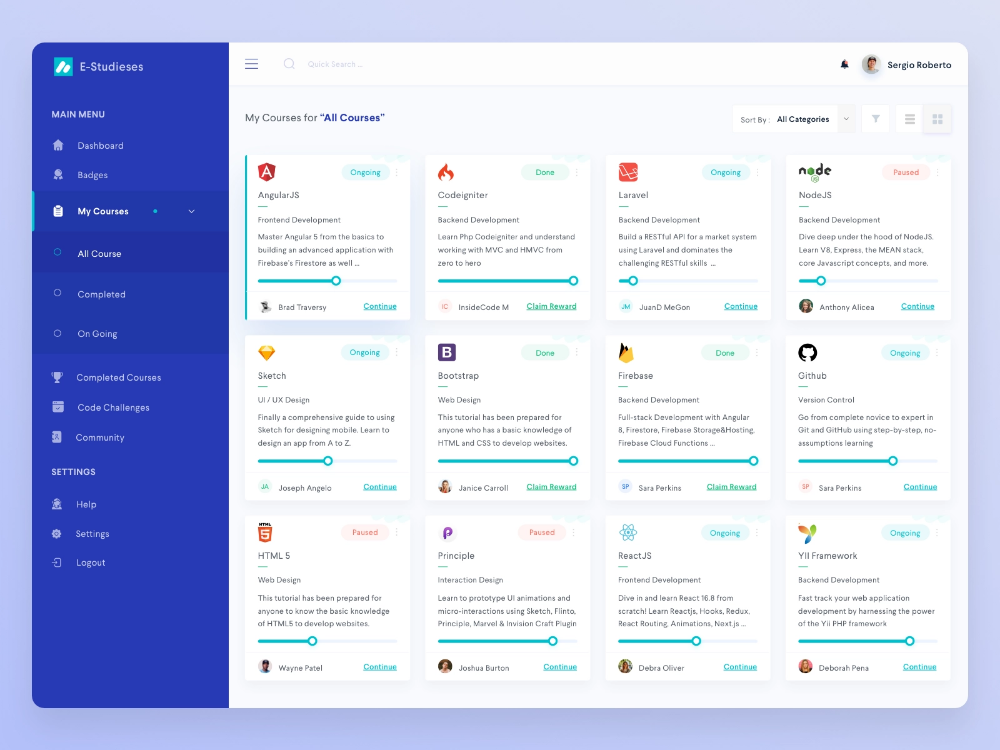 E-Studieses
Quick Search ...
Sergio Roberto
MAIN MENU
Dashboard
Badges
My Courses
All Course
Completed
On Going
Completed Courses
Code Challenges
Community
SETTINGS
Help
Settings
Logout
My Courses for "All Courses"
Sort By : All Categories
Ongoing
AngularJS
Frontend Development
Master Angular 5 from the basics to
building an advanced application with
Firebase's Firestore as well ...
Brad Traversy
Continue
Done
Codeigniter
Backend Development
Learn Php Codeigniter and understand
working with MVC and HMVC from
zero to hero
IC
InsideCode M
Claim Reward
Ongoing
Laravel
Backend Development
Build a RESTful API for a market system
using Laravel and dominates the
challenging RESTful skills ...
JM
JuanD MeGon
Continue
node
JS
Paused
NodeJS
Backend Development
Dive deep under the hood of NodeJS.
Learn V8, Express, the MEAN stack,
core Javascript concepts, and more.
Anthony Alicea
Continue
Ongoing
Sketch
UI / UX Design
Finally a comprehensive guide to using
Sketch for designing mobile. Learn to
design an app from A to Z.
JA
Joseph Angelo
Continue
B
Done
Bootstrap
Web Design
This tutorial has been prepared for
anyone who has a basic knowledge of
HTML and CSS to develop websites.
Janice Carroll
Claim Reward
Done
Firebase
Backend Development
Full-stack Development with Angular
8, Firestore, Firebase Storage&Hosting,
Firebase Cloud Functions ...
SP
Sara Perkins
Claim Reward
Ongoing
Github
Version Control
Go from complete novice to expert in
Git and GitHub using step-by-step, no-
assumptions learning
SP
Sara Perkins
Continue
HTML
5
Paused
HTML 5
Web Design
This tutorial has been prepared for
anyone to know the basic knowledge
of HTML5 to develop websites.
Wayne Patel
Continue
Paused
Principle
Interaction Design
Learn to prototype UI animations and
micro-interactions using Sketch, Flinto,
Principle, Marvel & Invision Craft Plugin
Joshua Burton
Continue
Ongoing
ReactJS
Frontend Development
Dive in and learn React 16.8 from
scratch! Learn Reactjs, Hooks, Redux,
React Routing, Animations, Next.js ...
Debra Oliver
Continue
Ongoing
YII Framework
Backend Development
Fast track your web application
development by harnessing the power
of the Yii PHP framework
Deborah Pena
Continue